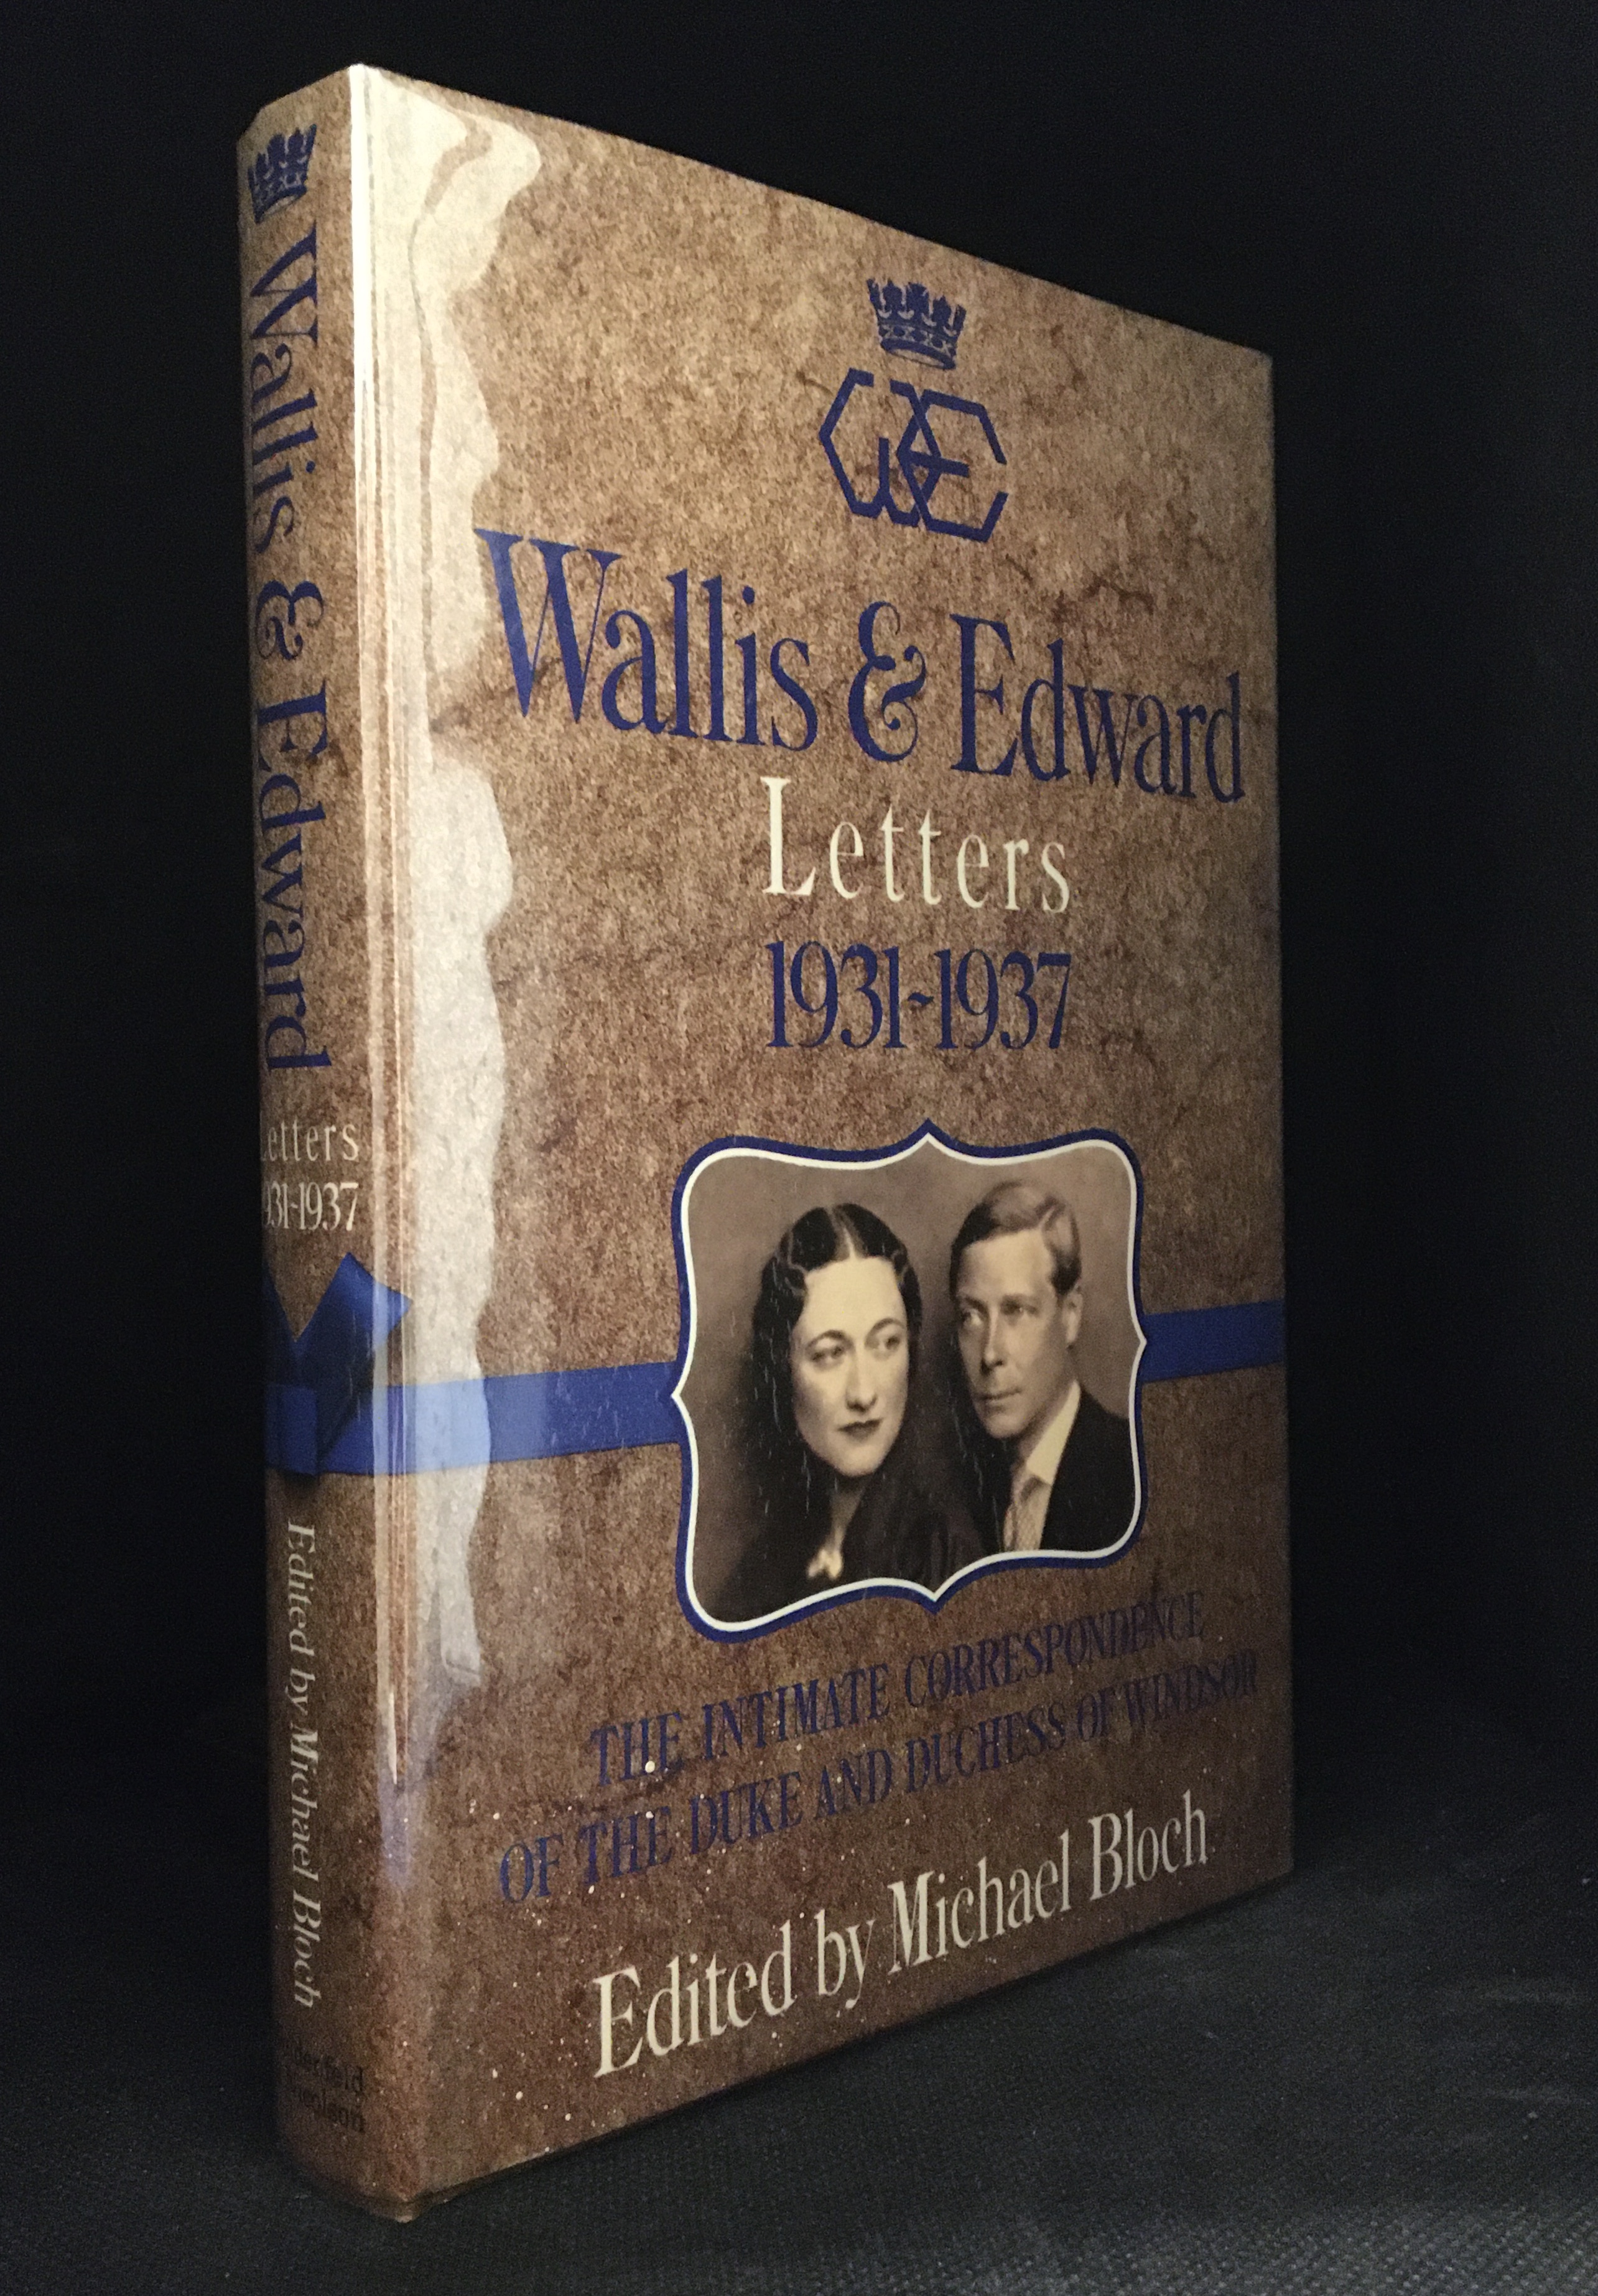 Wallis & Edward
Letters
1931-1937
Edited by Michael Bloch
WE
Wallis & Edward
Letters
1931-1937
THE INTIMATE CORRESPONDENCE
OF THE DUKE AND DUCHESS OF WINDSOR
Edited by Michael Bloch